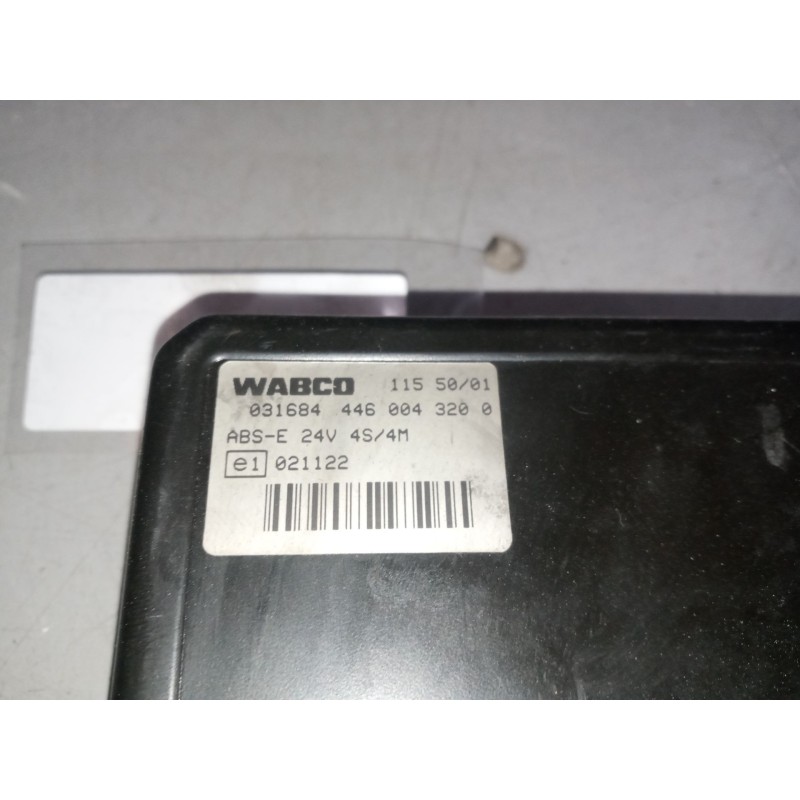 WABCO 115 50/01
031684 446 004 320 0
ABS-E 24V 4S/4M
e1 021122